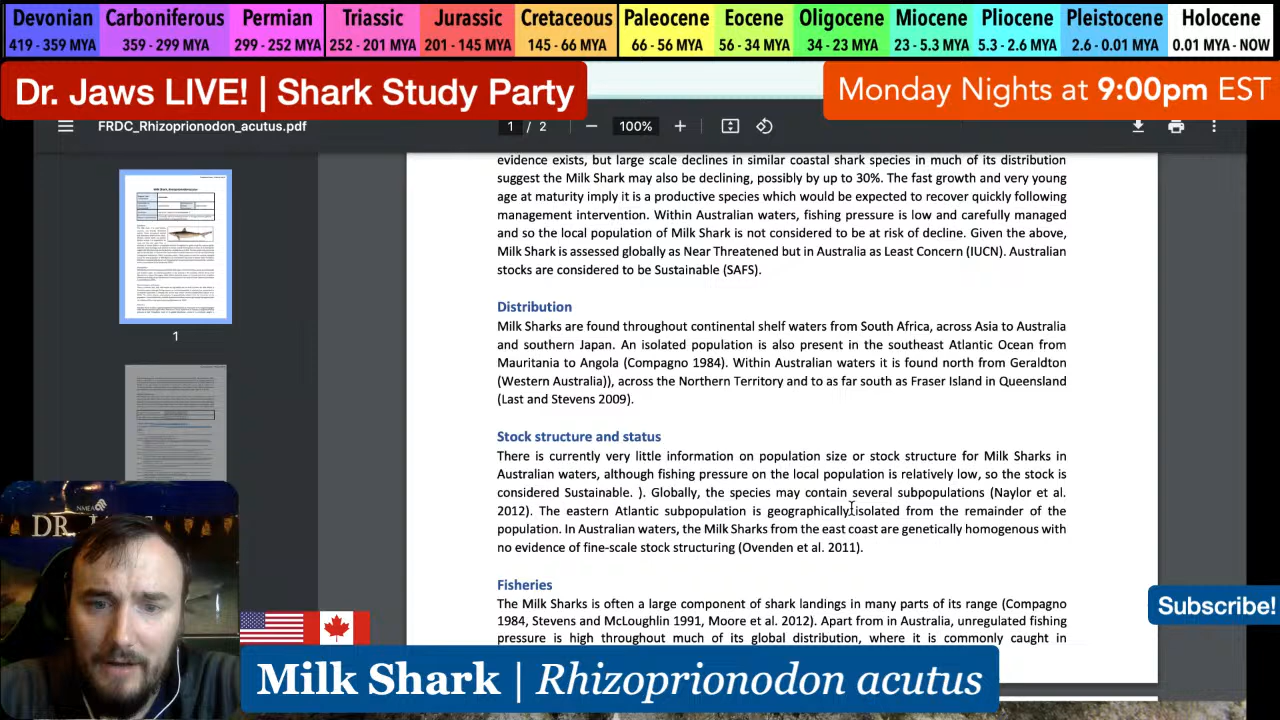 Devonian Carboniferous Permian Triassic Jurassic Cretaceous Paleocene Eocene Oligocene Miocene Pliocene Pleistocene Holocene
419 - 359 MYA 359 - 299 MYA 299 - 252 MYA 252 - 201 MYA 201 - 145 MYA 145 - 66 MYA 66 - 56 MYA 56 - 34 MYA 34 - 23 MYA 23 - 5.3 MYA 5.3 - 2.6 MYA 2.6 - 0.01 MYA 0.01 MYA - NOW
Dr. Jaws LIVE! | Shark Study Party
Monday Nights at 9:00pm EST
FRDC_Rhizoprionodon_acutus.pdf
1 / 2 − 100% +
evidence exists, but large scale declines in similar coastal shark species in much of its distribution
suggest the Milk Shark may also be declining, possibly by up to 30%. The fast growth and very young
age at maturity imply it is a productive species which would be expected to recover quickly following
management intervention. Within Australian waters, fishing pressure is low and carefully managed
and so the local population of Milk Shark is not considered to be at risk of decline. Given the above,
Milk Shark is assessed globally as Near Threatened but in Australia as Least Concern (IUCN). Australian
stocks are considered to be Sustainable (SAFS).
Distribution
Milk Sharks are found throughout continental shelf waters from South Africa, across Asia to Australia
and southern Japan. An isolated population is also present in the southeast Atlantic Ocean from
Mauritania to Angola (Compagno 1984). Within Australian waters it is found north from Geraldton
(Western Australia)), across the Northern Territory and to as far south as Fraser Island in Queensland
(Last and Stevens 2009).
Stock structure and status
There is currently very little information on population size or stock structure for Milk Sharks in
Australian waters, although fishing pressure on the local population is relatively low, so the stock is
considered Sustainable. ). Globally, the species may contain several subpopulations (Naylor et al.
2012). The eastern Atlantic subpopulation is geographically isolated from the remainder of the
population. In Australian waters, the Milk Sharks from the east coast are genetically homogenous with
no evidence of fine-scale stock structuring (Ovenden et al. 2011).
Fisheries
The Milk Sharks is often a large component of shark landings in many parts of its range (Compagno
1984, Stevens and McLoughlin 1991, Moore et al. 2012). Apart from in Australia, unregulated fishing
pressure is high throughout much of its global distribution, where it is commonly caught in
1
NMEA
Subscribe!
Milk Shark | Rhizoprionodon acutus